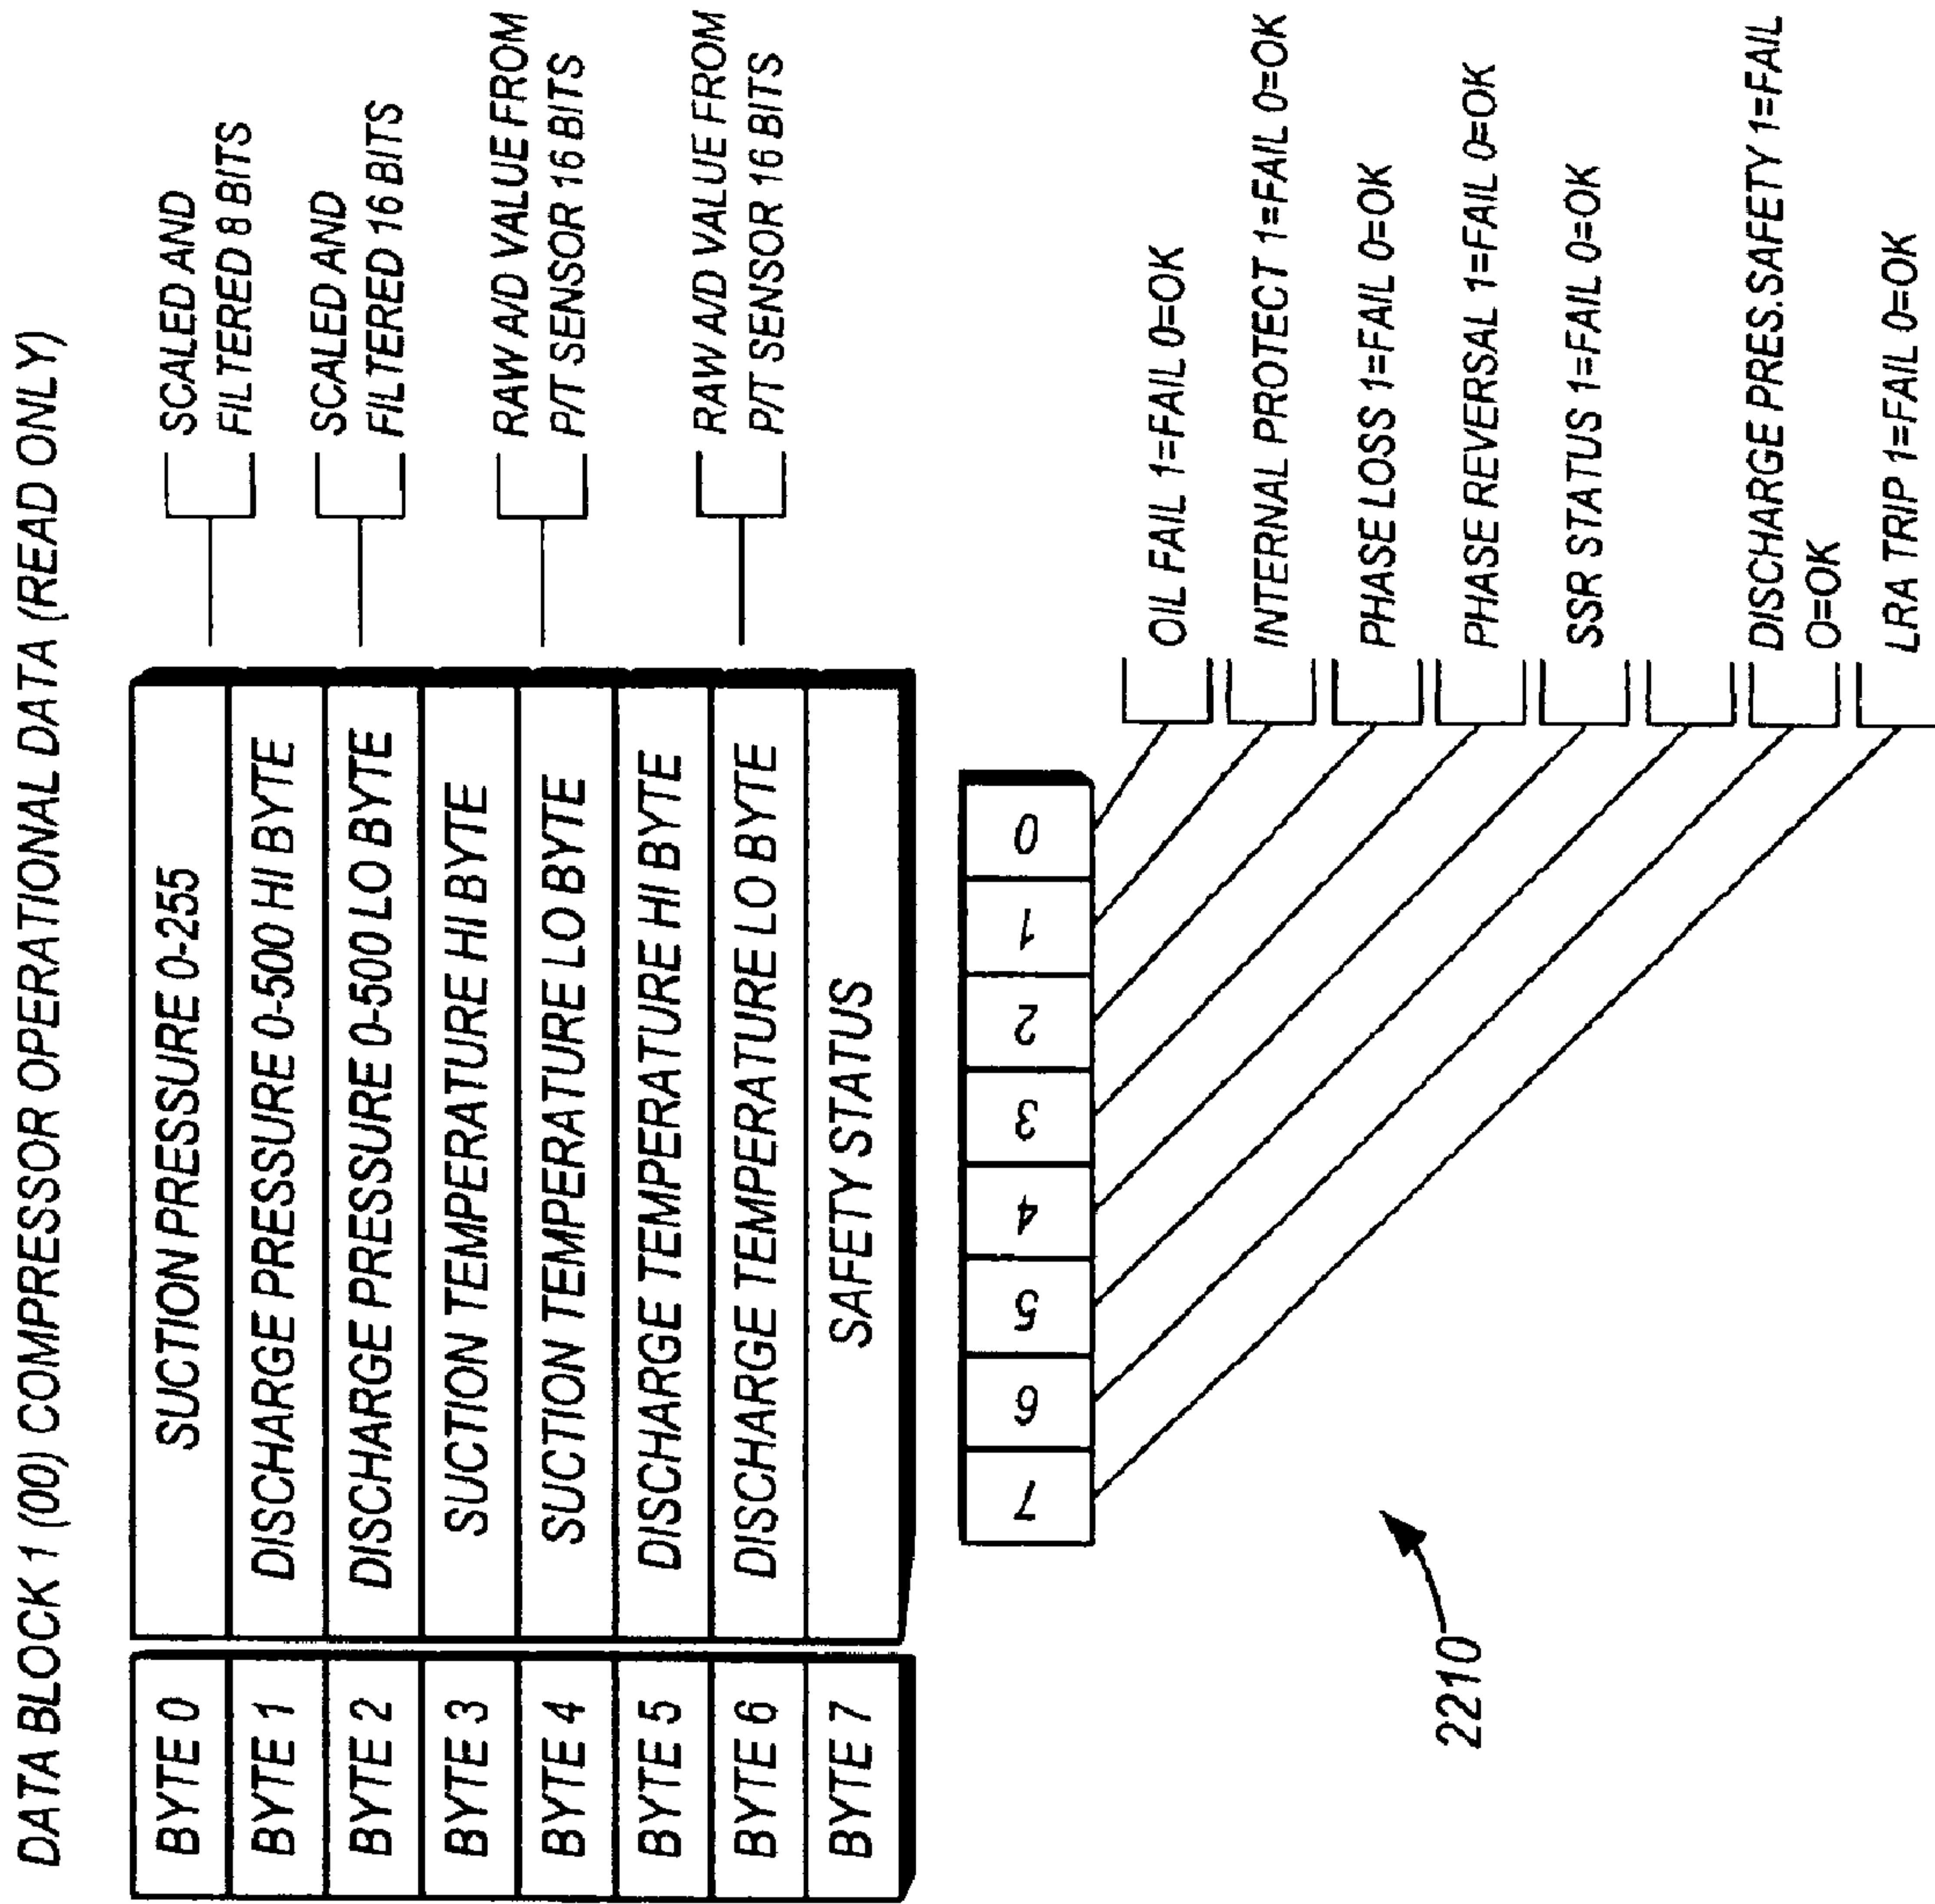 DATA BLOCK 1 (00) COMPRESSOR OPERATIONAL DATA (READ ONLY)
BYTE 0 SUCTION PRESSURE 0-255
SCALED AND
FILTERED 8 BITS
BYTE 1 DISCHARGE PRESSURE 0-500 HI BYTE
BYTE 2 DISCHARGE PRESSURE 0-500 LO BYTE
SCALED AND
FILTERED 16 BITS
BYTE 3 SUCTION TEMPERATURE HI BYTE
BYTE 4 SUCTION TEMPERATURE LO BYTE
RAW A/D VALUE FROM
P/T SENSOR 16 BITS
BYTE 5 DISCHARGE TEMPERATURE HI BYTE
BYTE 6 DISCHARGE TEMPERATURE LO BYTE
RAW A/D VALUE FROM
P/T SENSOR 16 BITS
BYTE 7 SAFETY STATUS
7 6 5 4 3 2 1 0
OIL FAIL 1=FAIL 0=OK
INTERNAL PROTECT 1=FAIL 0=OK
PHASE LOSS 1=FAIL 0=OK
PHASE REVERSAL 1=FAIL 0=OK
SSR STATUS 1=FAIL 0=OK
DISCHARGE PRES.SAFETY 1=FAIL
0=OK
LRA TRIP 1=FAIL 0=OK
2210